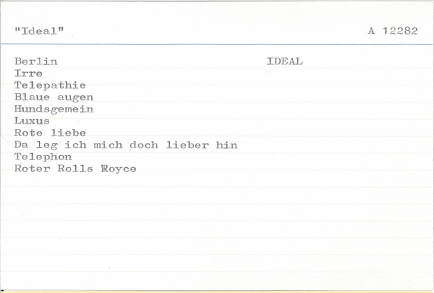 "Ideal" A 12282
Berlin IDEAL
Irre
Telepathie
Blaue augen
Hundsgemein
Luxus
Rote liebe
Da leg ich mich doch lieber hin
Telephon
Roter Rolls Royce